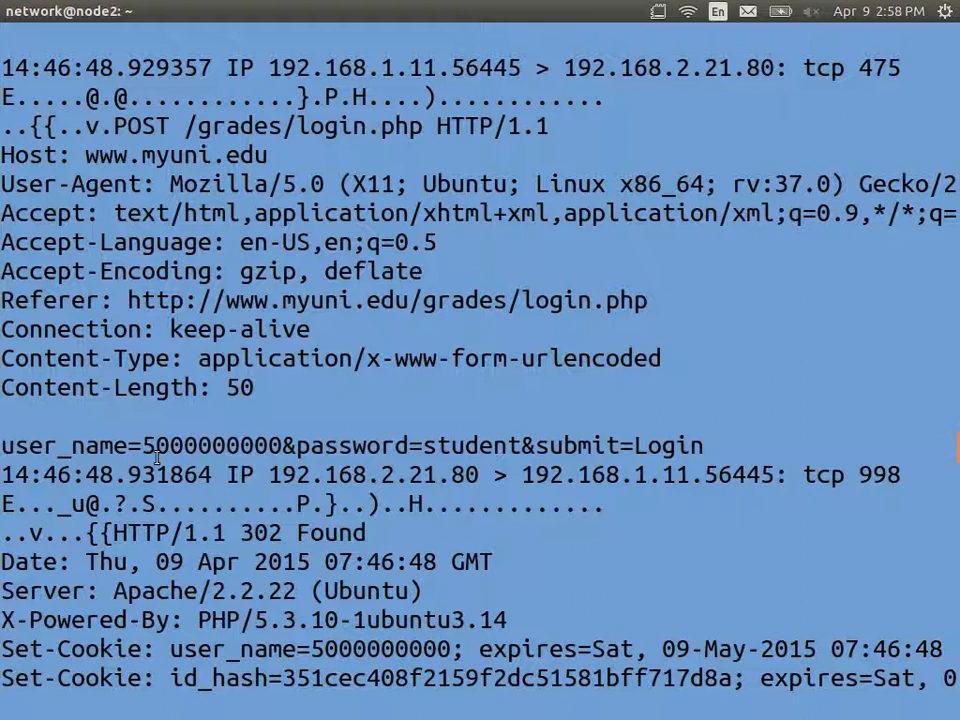 network@node2: ~
En
Apr 9 2:58 PM
14:46:48.929357 IP 192.168.1.11.56445 > 192.168.2.21.80: tcp 475
E.....@.@............}.P.H....).............
..{{..v.POST /grades/login.php HTTP/1.1
Host: www.myuni.edu
User-Agent: Mozilla/5.0 (X11; Ubuntu; Linux x86_64; rv:37.0) Gecko/2
Accept: text/html,application/xhtml+xml,application/xml;q=0.9,*/*;q=
Accept-Language: en-US,en;q=0.5
Accept-Encoding: gzip, deflate
Referer: http://www.myuni.edu/grades/login.php
Connection: keep-alive
Content-Type: application/x-www-form-urlencoded
Content-Length: 50
user_name=5000000000&password=student&submit=Login
14:46:48.931864 IP 192.168.2.21.80 > 192.168.1.11.56445: tcp 998
E..._u@.?.S..........P.}..)..H.............
..v...{{HTTP/1.1 302 Found
Date: Thu, 09 Apr 2015 07:46:48 GMT
Server: Apache/2.2.22 (Ubuntu)
X-Powered-By: PHP/5.3.10-1ubuntu3.14
Set-Cookie: user_name=5000000000; expires=Sat, 09-May-2015 07:46:48
Set-Cookie: id_hash=351cec408f2159f2dc51581bff717d8a; expires=Sat, 0